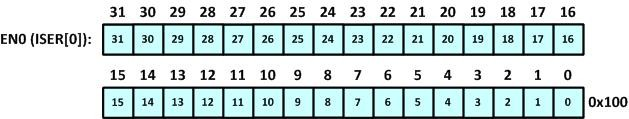 31 30 29 28 27 26 25 24 23 22 21 20 19 18 17 16
EN0 (ISER[0]): 31 30 29 28 27 26 25 24 23 22 21 20 19 18 17 16
15 14 13 12 11 10 9 8 7 6 5 4 3 2 1 0
15 14 13 12 11 10 9 8 7 6 5 4 3 2 1 0 0x100